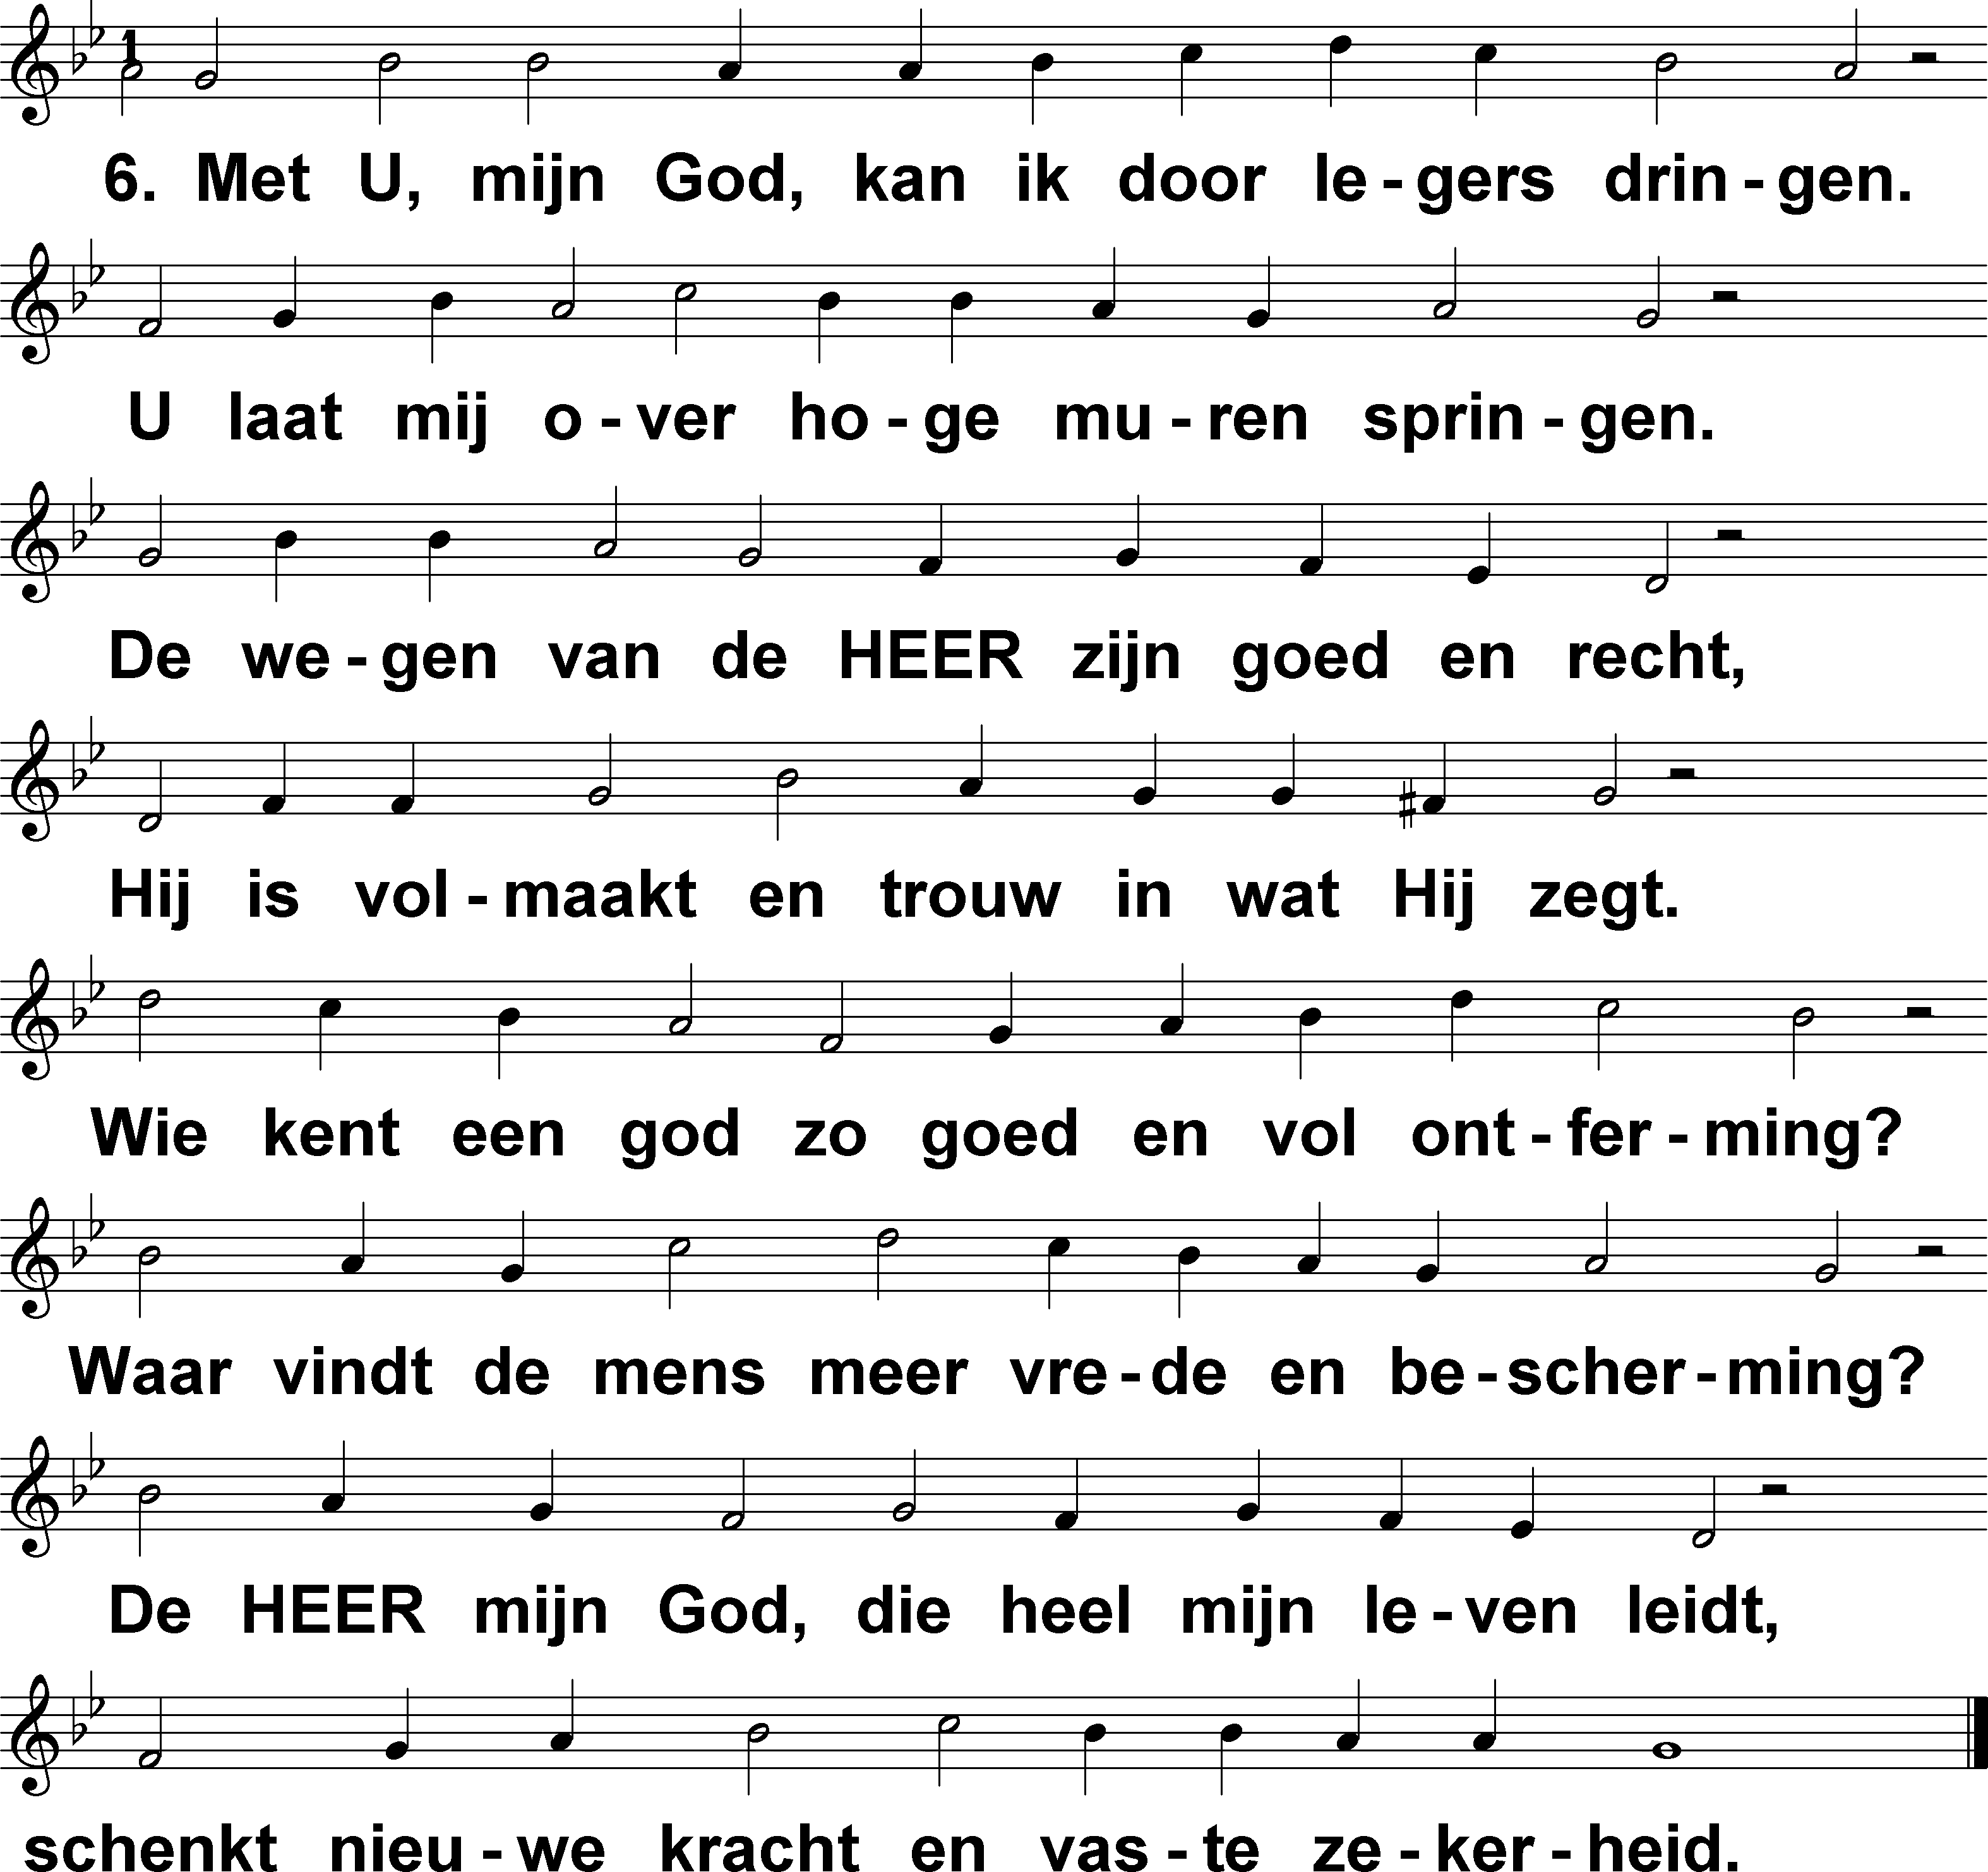 1
6. Met U, mijn God, kan ik door le-gers drin-gen.
U laat mij o-ver ho-ge mu-ren sprin-gen.
De we-gen van de HEER zijn goed en recht,
Hij is vol-maakt en trouw in wat Hij zegt.
Wie kent een god zo goed en vol ont-fer-ming?
Waar vindt de mens meer vre-de en be-scher-ming?
De HEER mijn God, die heel mijn le-ven leidt,
schenkt nieu-we kracht en vas-te ze-ker-heid.